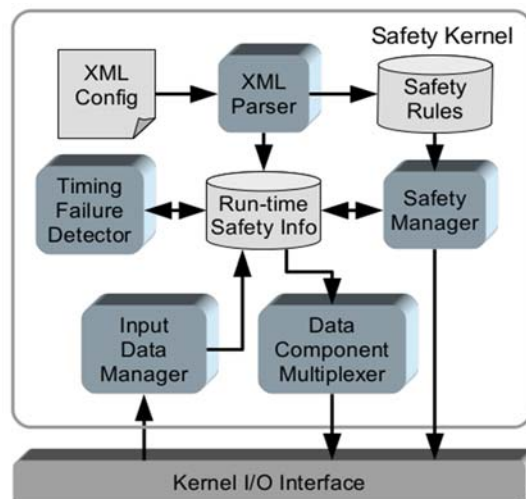 Safety Kernel
XML
Config
XML
Parser
Safety
Rules
Timing
Failure
Detector
Run-time
Safety Info
Safety
Manager
Input
Data
Manager
Data
Component
Multiplexer
Kernel I/O Interface